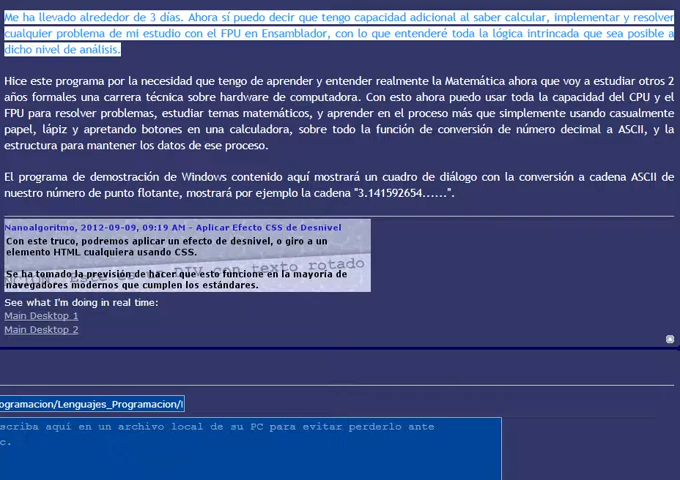 Me ha llevado alrededor de 3 días. Ahora sí puedo decir que tengo capacidad adicional al saber calcular, implementar y resolver
cualquier problema de mi estudio con el FPU en Ensamblador, con lo que entenderé toda la lógica intrincada que sea posible a
dicho nivel de análisis.
Hice este programa por la necesidad que tengo de aprender y entender realmente la Matemática ahora que voy a estudiar otros 2
años formales una carrera técnica sobre hardware de computadora. Con esto ahora puedo usar toda la capacidad del CPU y el
FPU para resolver problemas, estudiar temas matemáticos, y aprender en el proceso más que simplemente usando casualmente
papel, lápiz y apretando botones en una calculadora, sobre todo la función de conversión de número decimal a ASCII, y la
estructura para mantener los datos de ese proceso.
El programa de demostración de Windows contenido aquí mostrará un cuadro de diálogo con la conversión a cadena ASCII de
nuestro número de punto flotante, mostrará por ejemplo la cadena "3.141592654......".
Nanoalgoritmo, 2012-09-09, 09:19 AM - Aplicar Efecto CSS de Desnivel
Con este truco, podremos aplicar un efecto de desnivel, o giro a un
elemento HTML cualquiera usando CSS.
DIV con texto rotado
Se ha tomado la previsión de hacer que esto funcione en la mayoría de
navegadores modernos que cumplen los estándares.
See what I'm doing in real time:
Main Desktop 1
Main Desktop 2
ogramacion/Lenguajes_Programacion/I
scriba aquí en un archivo local de su PC para evitar perderlo ante
c.